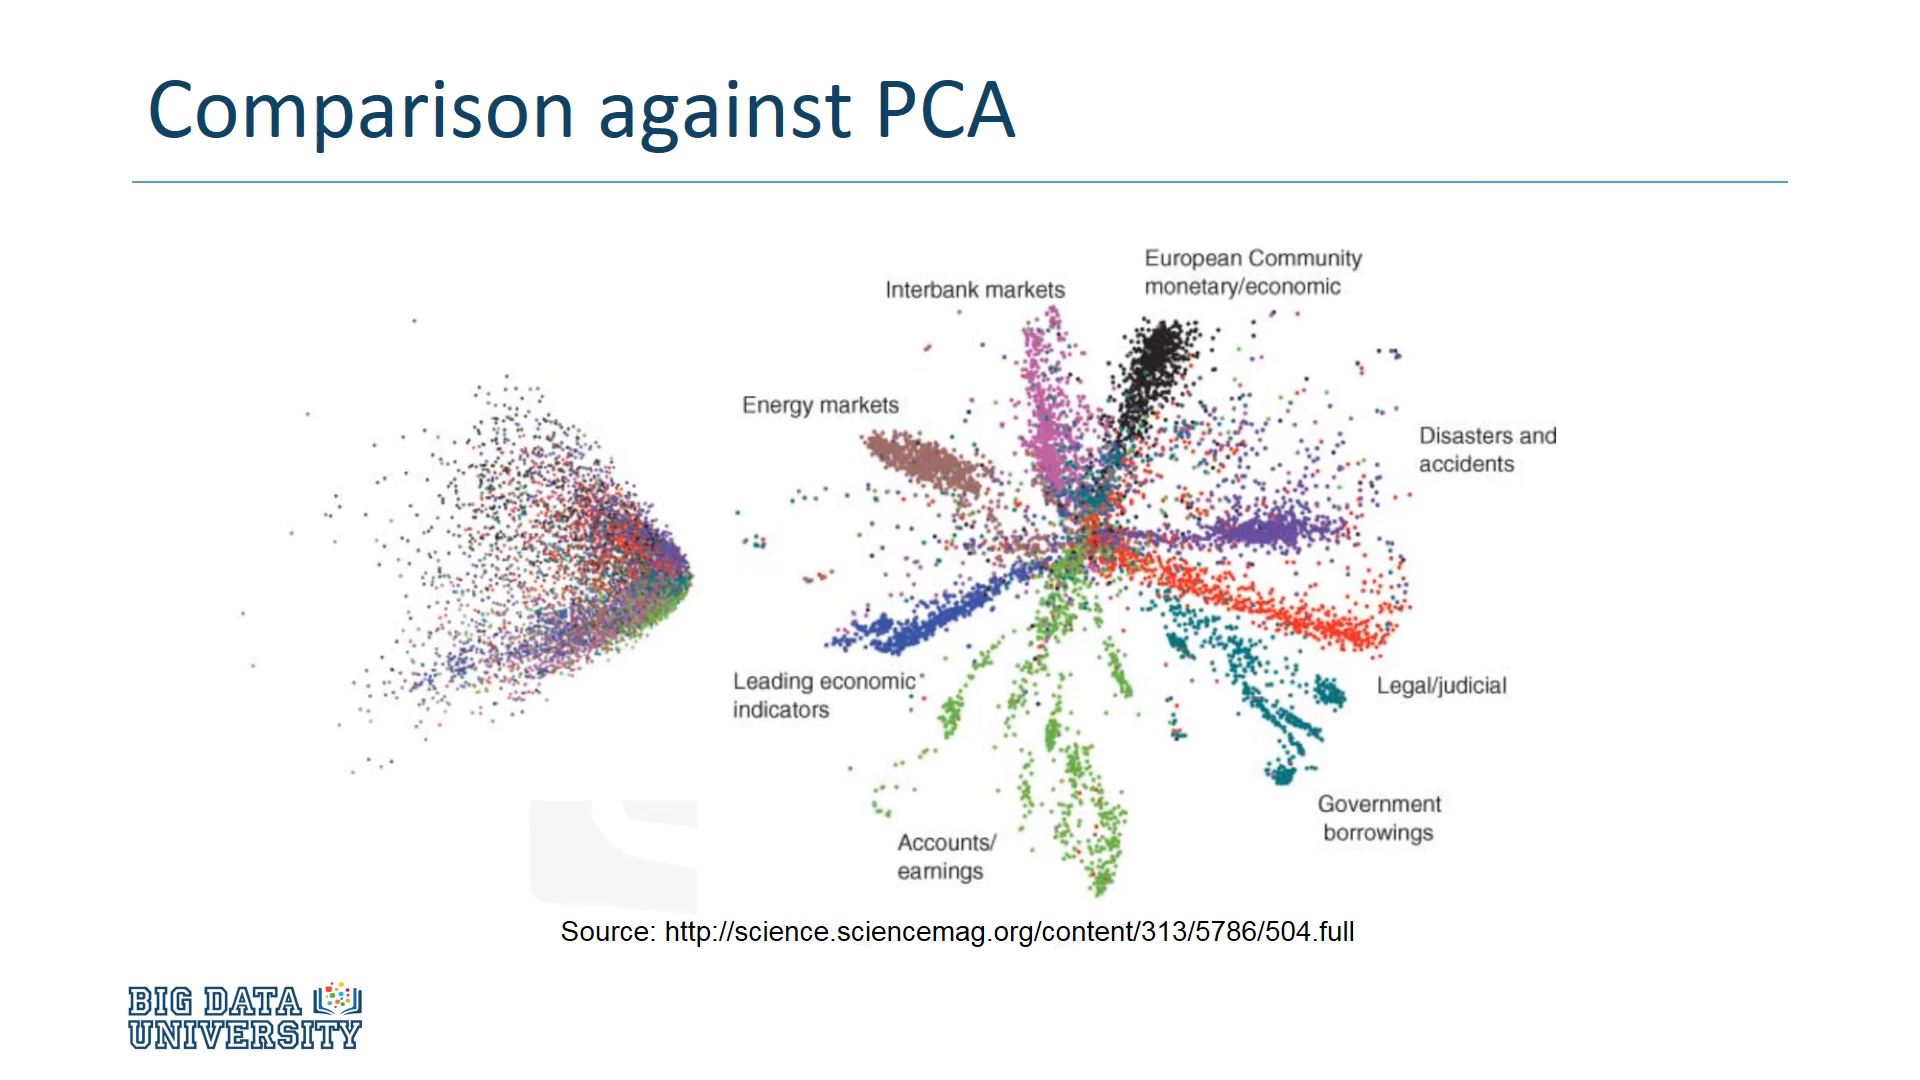 Comparison against PCA
European Community
monetary/economic
Interbank markets
Energy markets
Disasters and
accidents
Leading economic
indicators
Legal/judicial
Government
borrowings
Accounts/
earnings
Source: http://science.sciencemag.org/content/313/5786/504.full
BIG DATA
UNIVERSITY